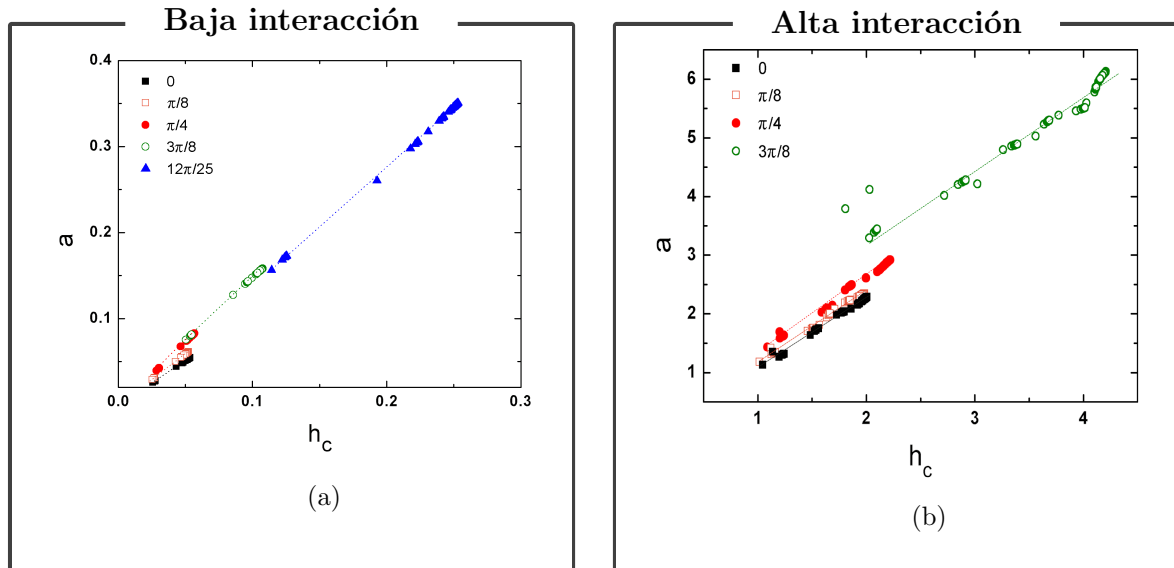 Baja interacción
0.4
0.3
0.2
0.1
0.0
0.1
0.2
0.3
a
h_c
0
π/8
π/4
3π/8
12π/25
(a)
Alta interacción
6
5
4
3
2
1
1
2
3
4
a
h_c
0
π/8
π/4
3π/8
(b)